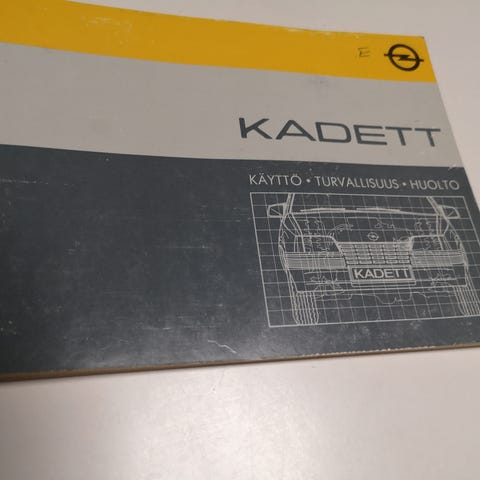 E
KADETT
KÄYTTÖ • TURVALLISUUS • HUOLTO
KADETT